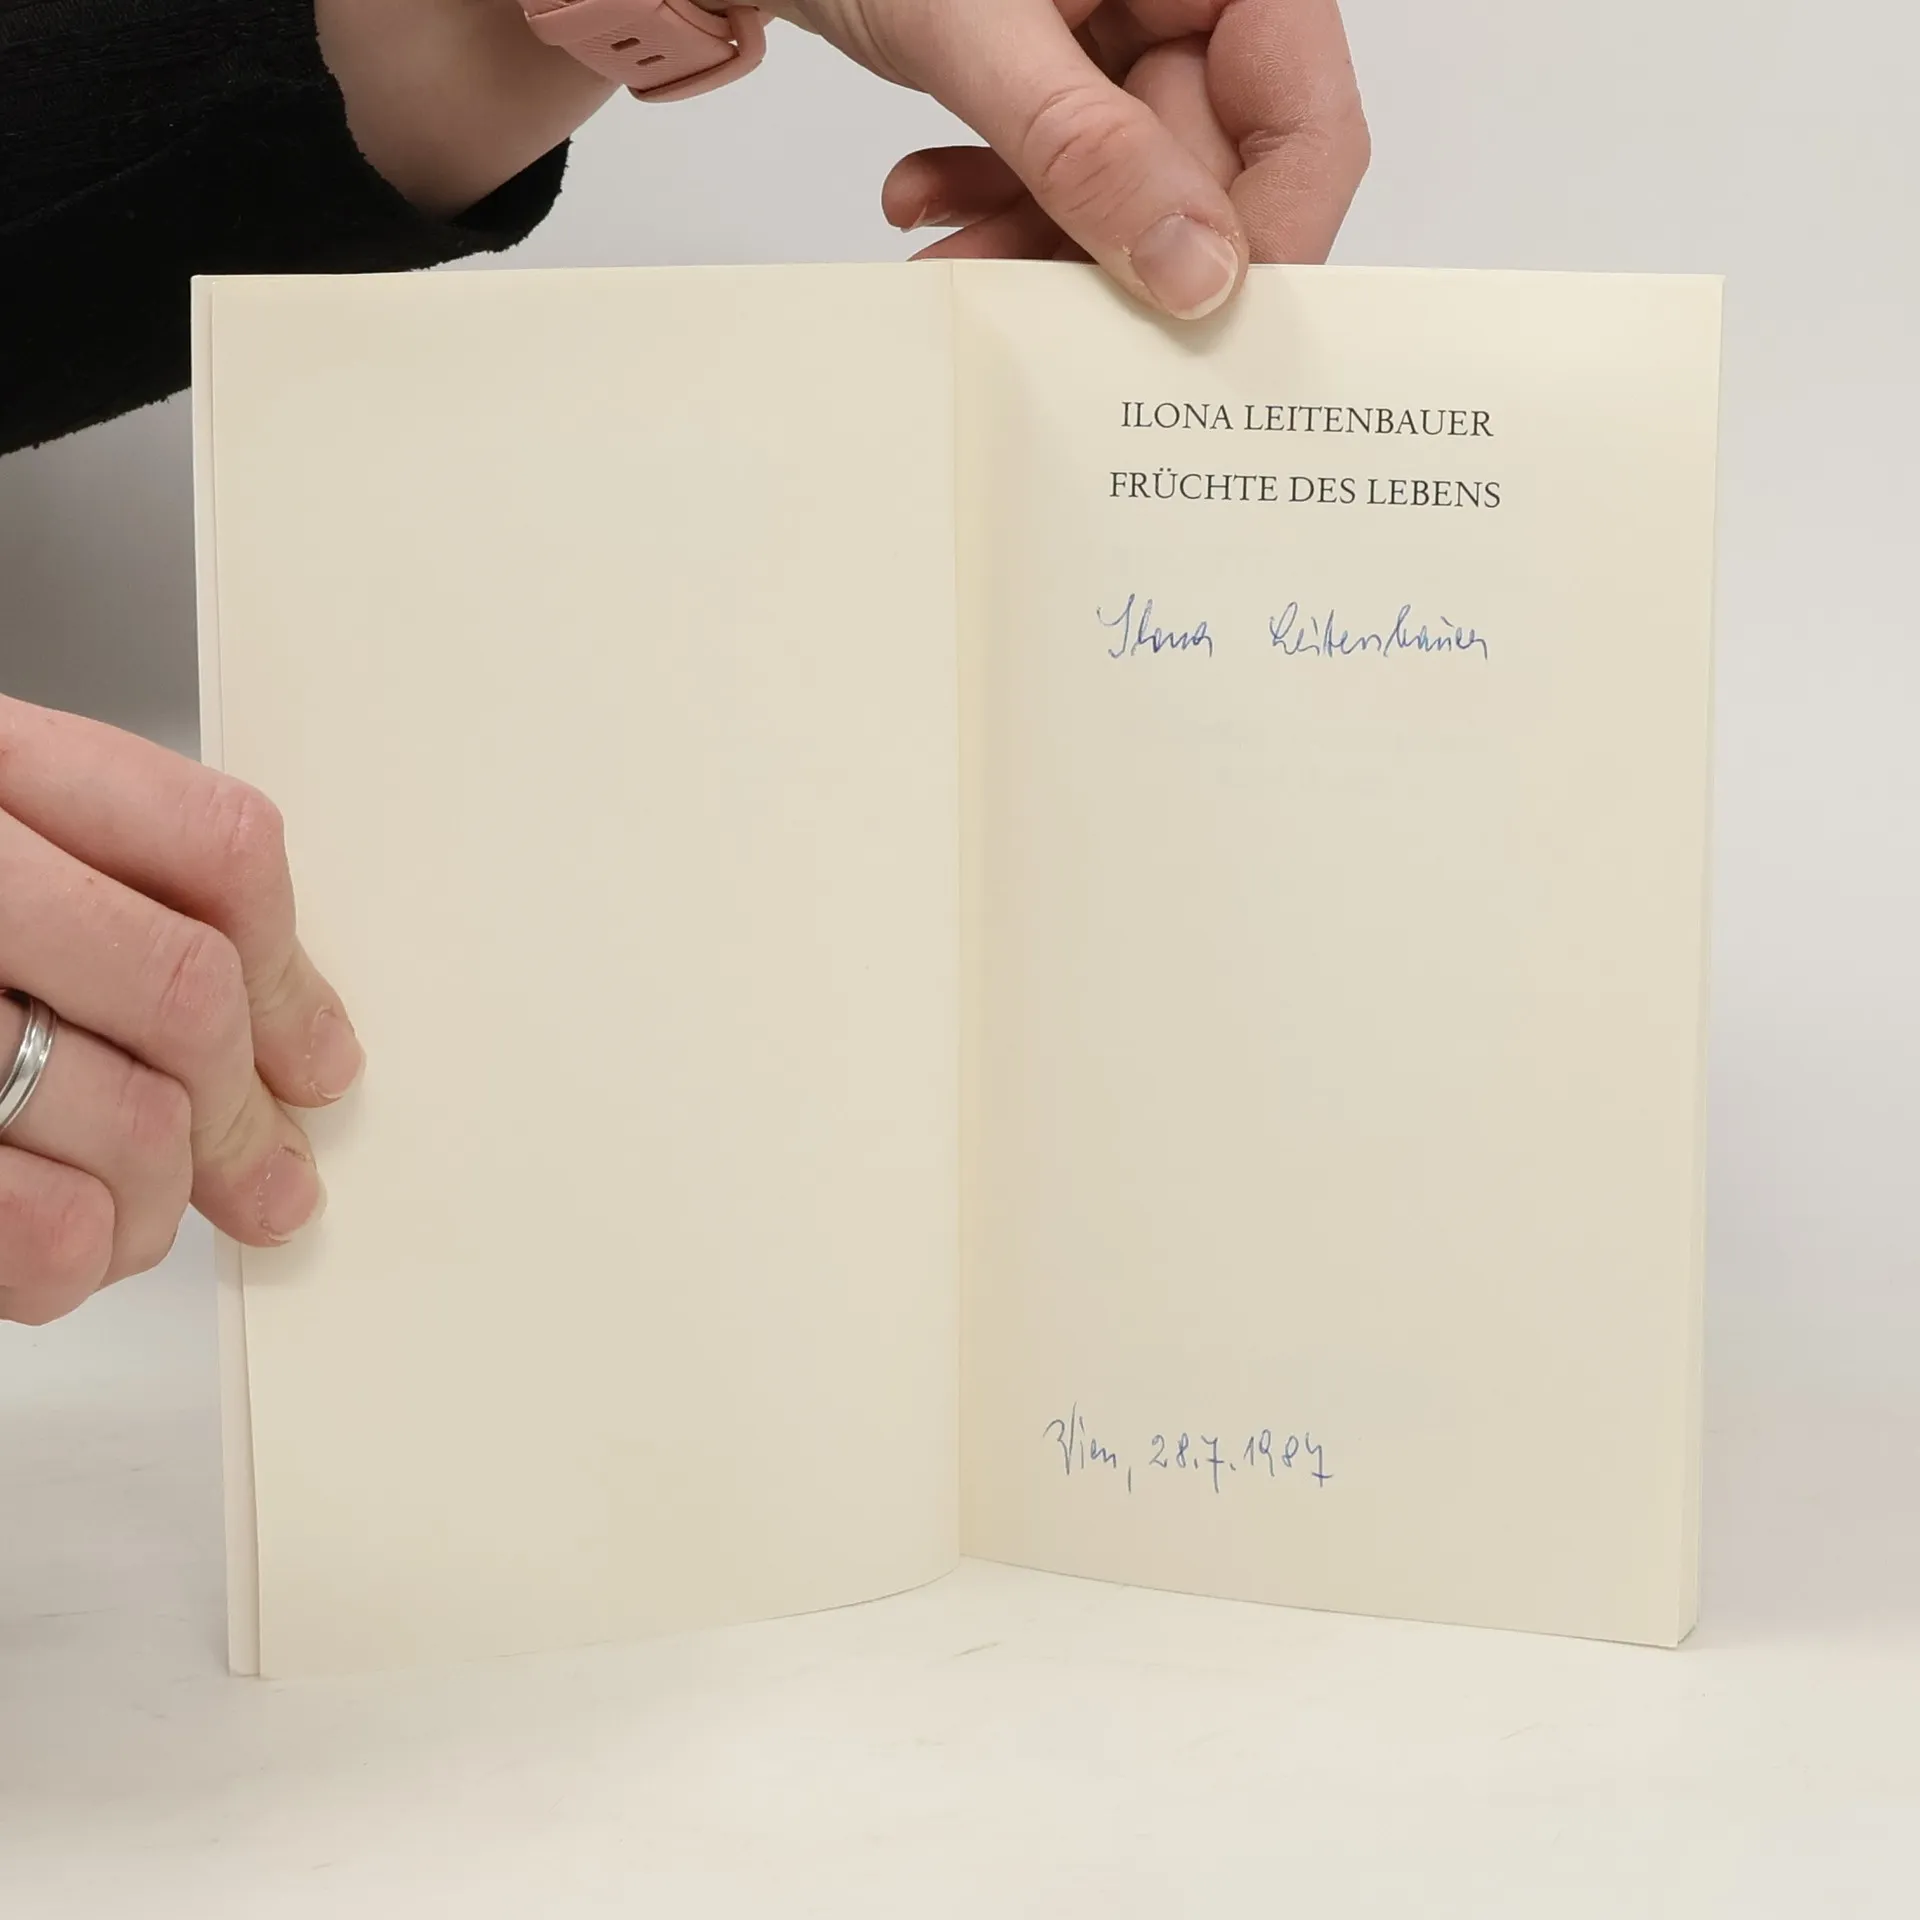 ILONA LEITENBAUER
FRÜCHTE DES LEBENS
Ilona Leitenbauer
Wien, 28.7.1987